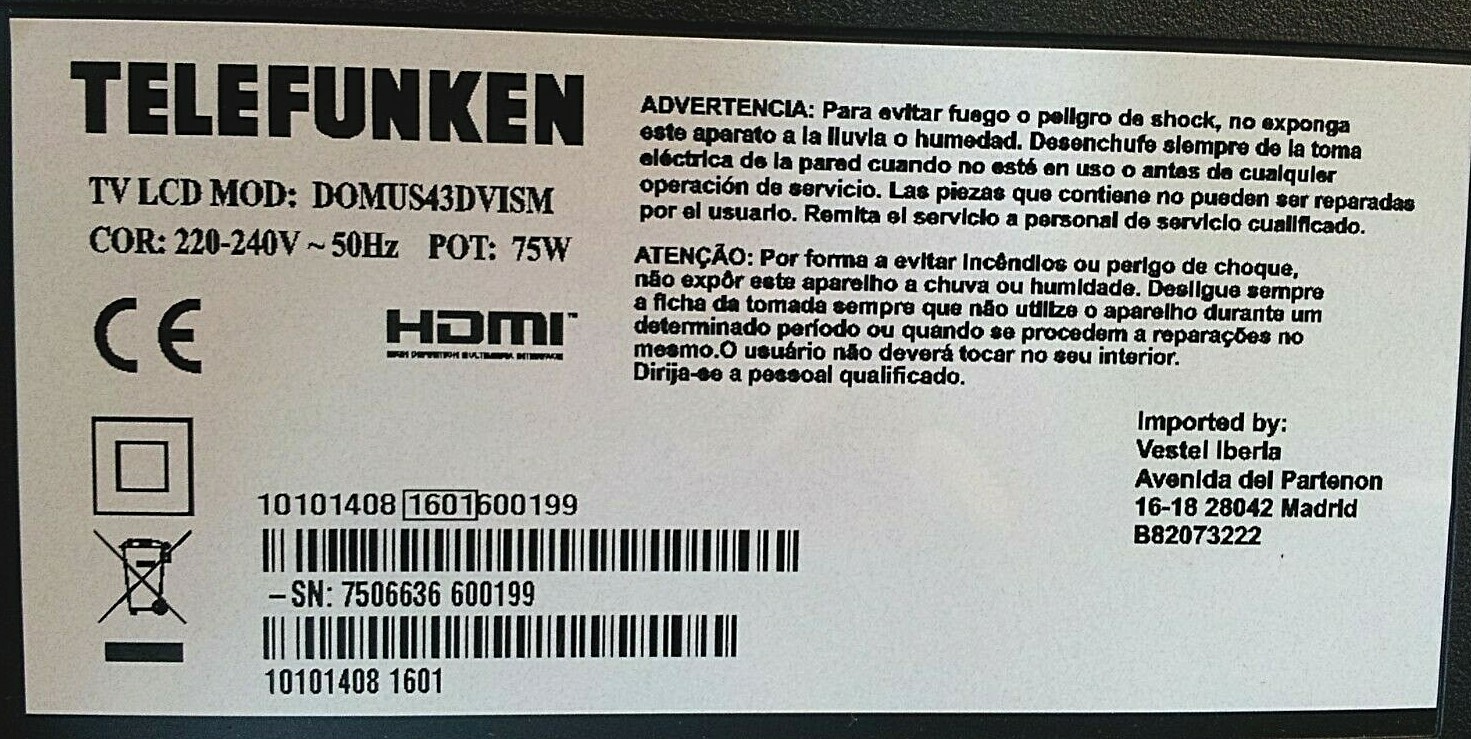 TELEFUNKEN
TV LCD MOD: DOMUS43DVISM
COR: 220-240V ~ 50Hz POT: 75W
CE
HDMI™
HIGH DEFINITION MULTIMEDIA INTERFACE
ADVERTENCIA: Para evitar fuego o peligro de shock, no exponga
este aparato a la lluvia o humedad. Desenchufe siempre de la toma
eléctrica de la pared cuando no esté en uso o antes de cualquier
operación de servicio. Las piezas que contiene no pueden ser reparadas
por el usuario. Remita el servicio a personal de servicio cualificado.
ATENÇÃO: Por forma a evitar Incêndios ou perigo de choque,
não expôr este aparelho a chuva ou humidade. Desligue sempre
a ficha da tomada sempre que não utilize o aparelho durante um
determinado período ou quando se procedem a reparações no
mesmo.O usuário não deverá tocar no seu interior.
Dirija-se a pessoal qualificado.
Imported by:
Vestel Iberia
Avenida del Partenon
16-18 28042 Madrid
B82073222
10101408 1601600199
–SN: 7506636 600199
10101408 1601